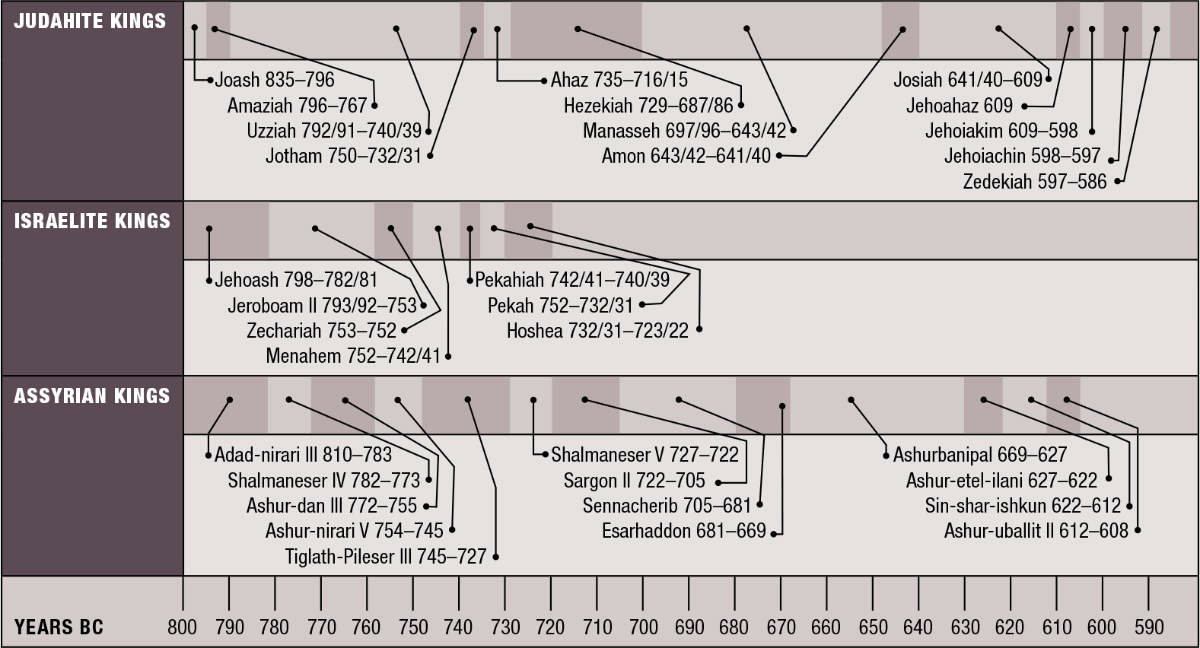 JUDAHITE KINGS
Joash 835–796
Amaziah 796–767
Uzziah 792/91–740/39
Jotham 750–732/31
Ahaz 735–716/15
Hezekiah 729–687/86
Manasseh 697/96–643/42
Amon 643/42–641/40
Josiah 641/40–609
Jehoahaz 609
Jehoiakim 609–598
Jehoiachin 598–597
Zedekiah 597–586
ISRAELITE KINGS
Jehoash 798–782/81
Jeroboam II 793/92–753
Zechariah 753–752
Menahem 752–742/41
Pekahiah 742/41–740/39
Pekah 752–732/31
Hoshea 732/31–723/22
ASSYRIAN KINGS
Adad-nirari III 810–783
Shalmaneser IV 782–773
Ashur-dan III 772–755
Ashur-nirari V 754–745
Tiglath-Pileser III 745–727
Shalmaneser V 727–722
Sargon II 722–705
Sennacherib 705–681
Esarhaddon 681–669
Ashurbanipal 669–627
Ashur-etel-ilani 627–622
Sin-shar-ishkun 622–612
Ashur-uballit II 612–608
YEARS BC 800 790 780 770 760 750 740 730 720 710 700 690 680 670 660 650 640 630 620 610 600 590